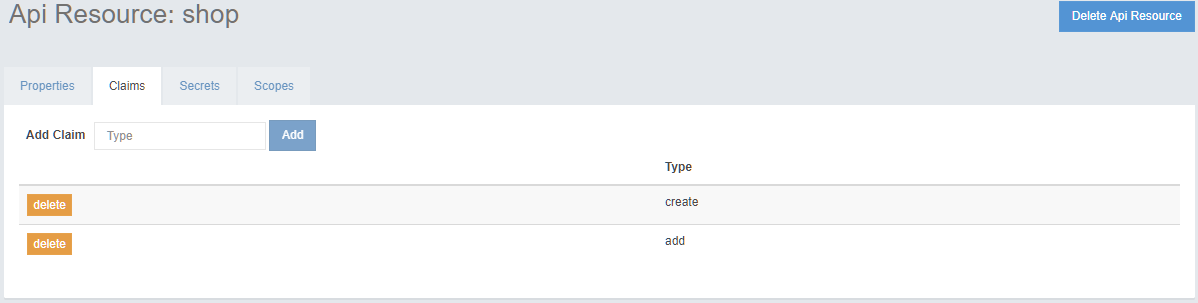 Api Resource: shop
Delete Api Resource
Properties
Claims
Secrets
Scopes
Add Claim
Type
Add
Type
delete
create
delete
add